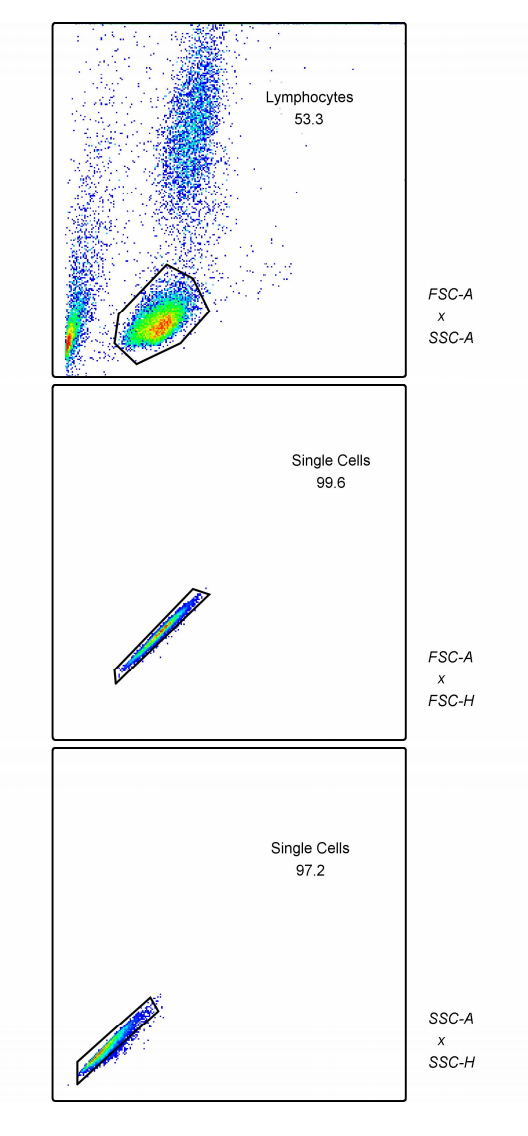 Lymphocytes
53.3
FSC-A
x
SSC-A
Single Cells
99.6
FSC-A
x
FSC-H
Single Cells
97.2
SSC-A
x
SSC-H